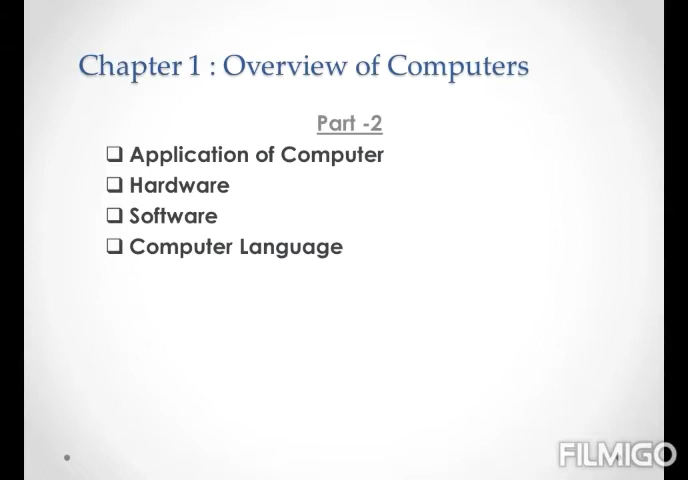 Chapter 1 : Overview of Computers
Part -2
❑ Application of Computer
❑ Hardware
❑ Software
❑ Computer Language
FILMIGO